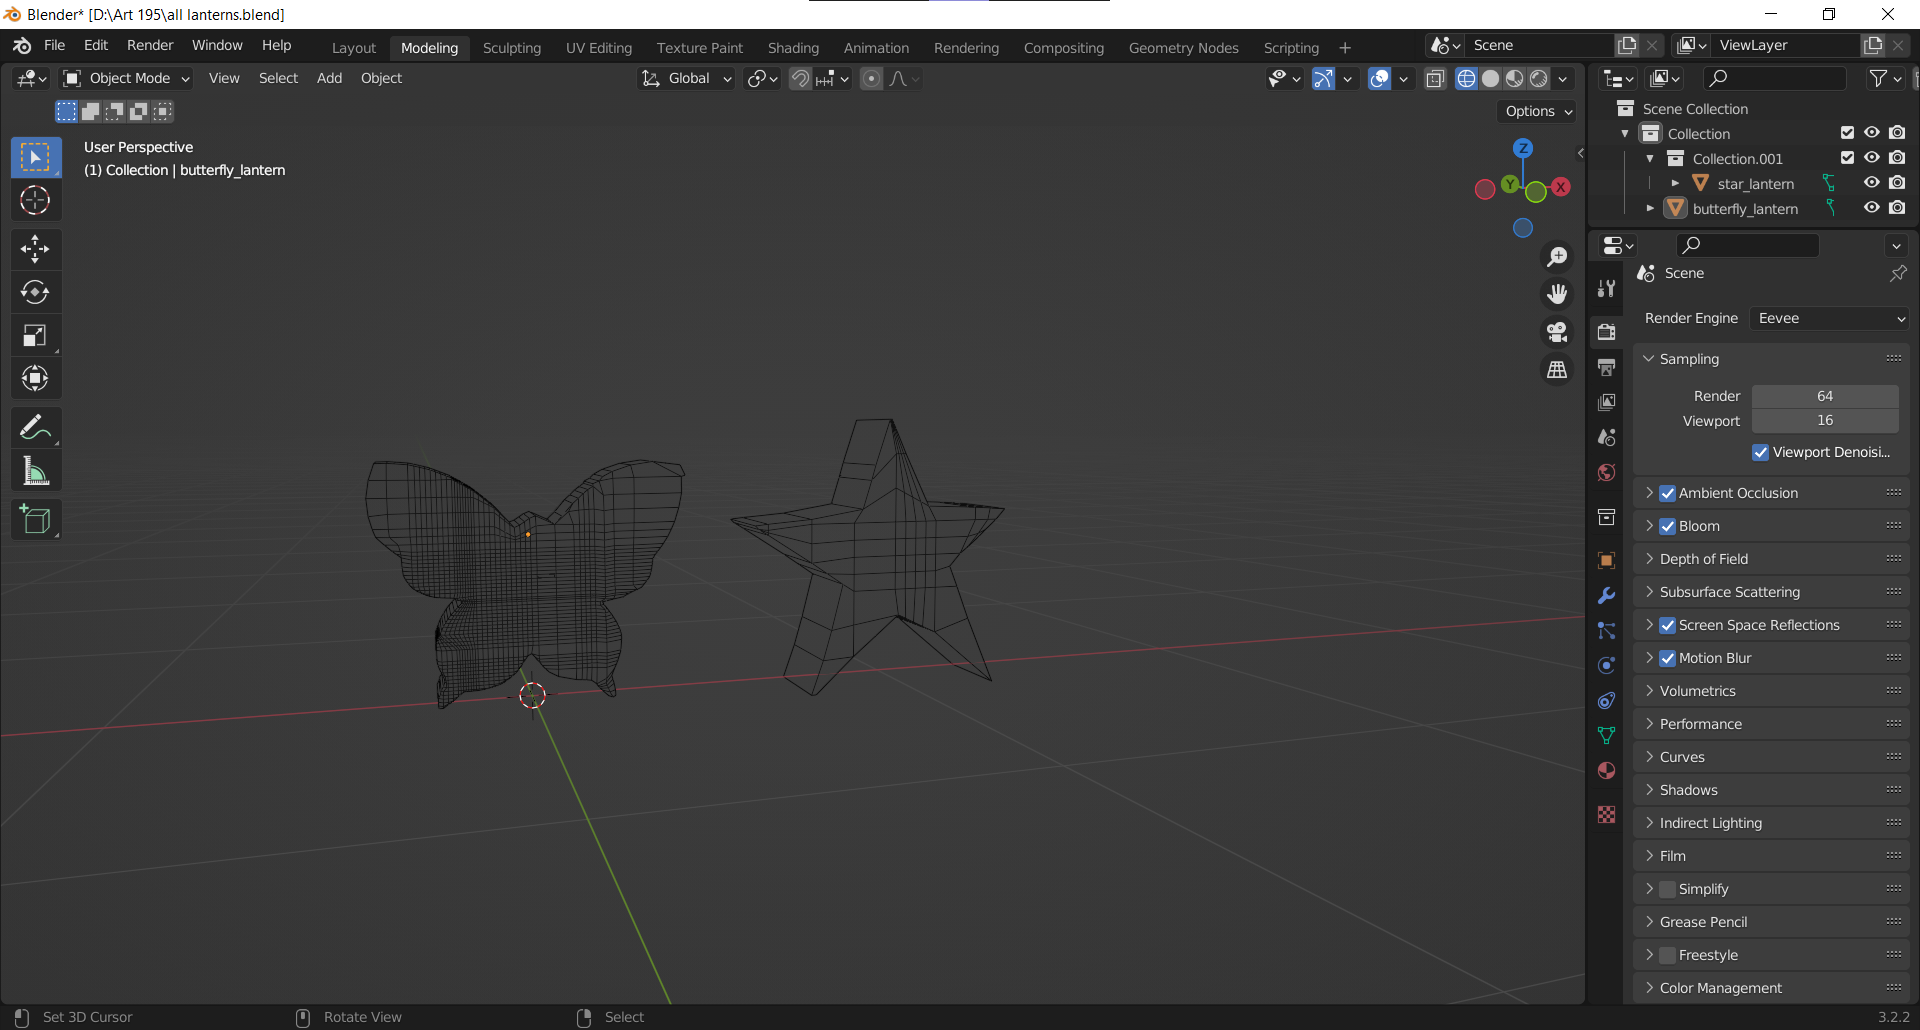 Blender* [D:\Art 195\all lanterns.blend]
File Edit Render Window Help Layout Modeling Sculpting UV Editing Texture Paint Shading Animation Rendering Compositing Geometry Nodes Scripting + Scene ViewLayer
Object Mode View Select Add Object Global
Options
User Perspective
(1) Collection | butterfly_lantern
Z
Y
X
Scene Collection
Collection
Collection.001
star_lantern
butterfly_lantern
Scene
Render Engine Eevee
Sampling
Render 64
Viewport 16
Viewport Denoisi...
Ambient Occlusion
Bloom
Depth of Field
Subsurface Scattering
Screen Space Reflections
Motion Blur
Volumetrics
Performance
Curves
Shadows
Indirect Lighting
Film
Simplify
Grease Pencil
Freestyle
Color Management
Set 3D Cursor Rotate View Select 3.2.2